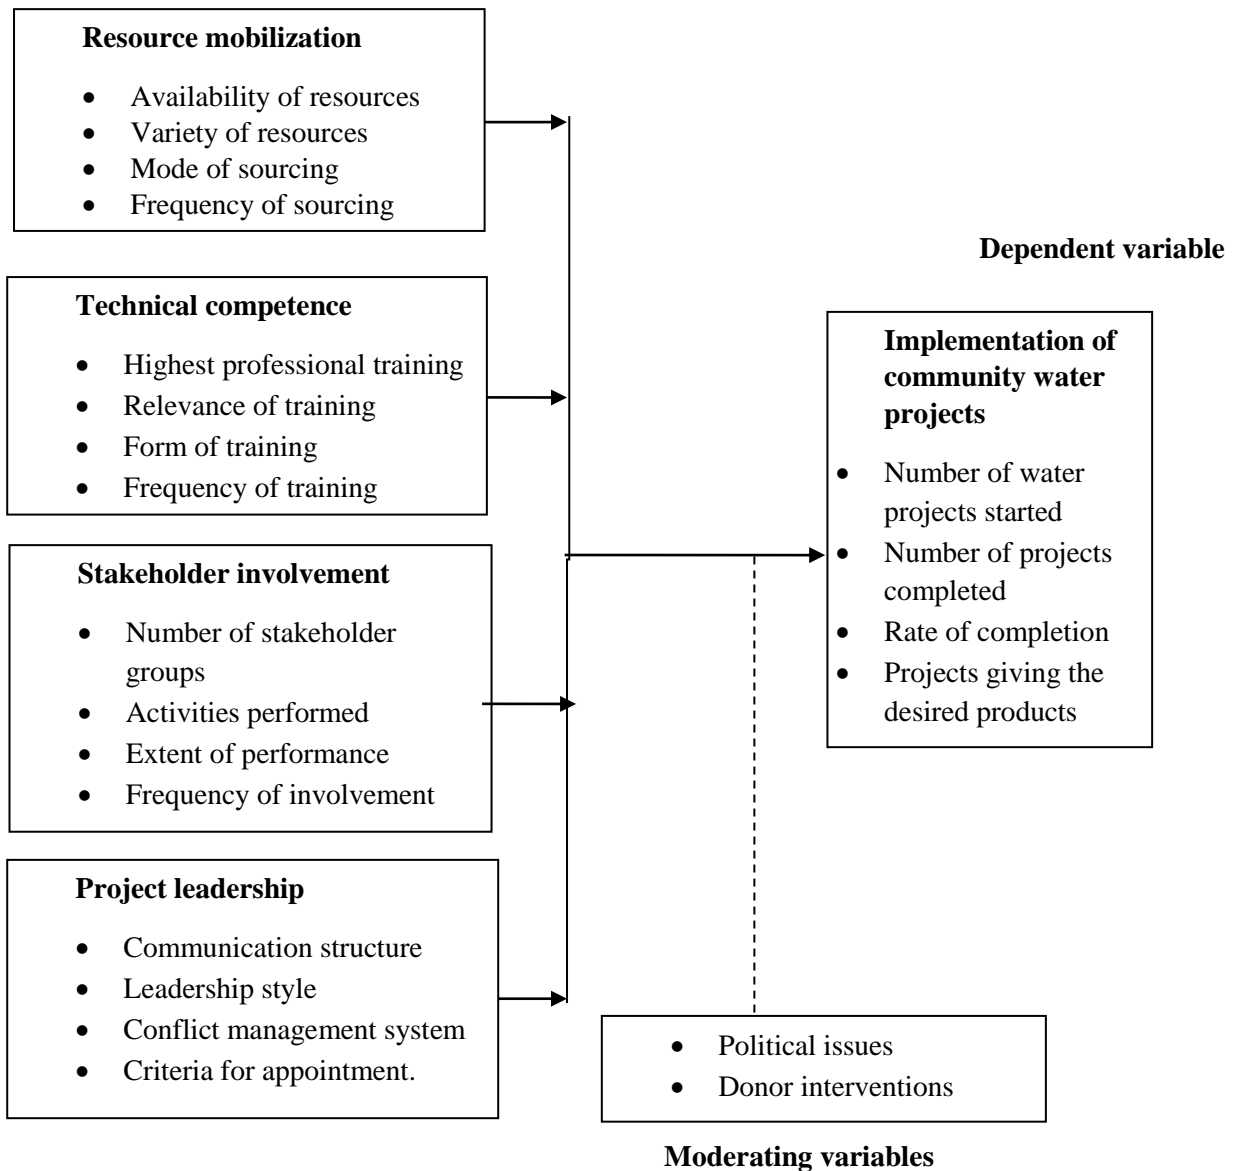 Resource mobilization
• Availability of resources
• Variety of resources
• Mode of sourcing
• Frequency of sourcing
Technical competence
• Highest professional training
• Relevance of training
• Form of training
• Frequency of training
Stakeholder involvement
• Number of stakeholder
groups
• Activities performed
• Extent of performance
• Frequency of involvement
Project leadership
• Communication structure
• Leadership style
• Conflict management system
• Criteria for appointment.
Dependent variable
Implementation of
community water
projects
• Number of water
projects started
• Number of projects
completed
• Rate of completion
• Projects giving the
desired products
• Political issues
• Donor interventions
Moderating variables